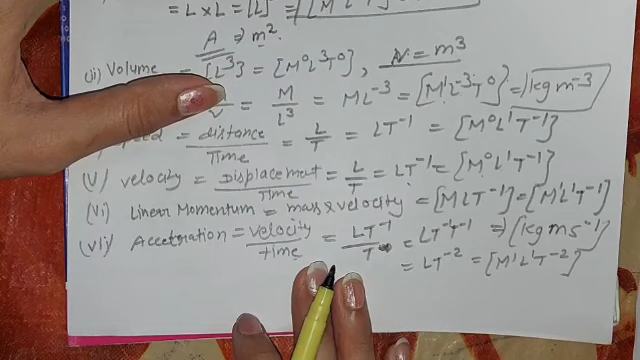 = L x L = [L]² =
A ⇒ m².
(ii) Volume = [L³] = [M⁰L³T⁰], = m³
= M/L³ = ML⁻³ = [M¹L⁻³T⁰] = kg m⁻³
= distance/Time = L/T = LT⁻¹ = [M⁰L¹T⁻¹]
(V) velocity = Displacement/Time = L/T = LT⁻¹ = [M⁰L¹T⁻¹]
(Vi) Linear Momentum = mass x velocity = [MLT⁻¹] = [M¹L¹T⁻¹]
⇒ [kg ms⁻¹]
(vii) Acceleration = velocity/time = LT⁻¹/T = LT⁻¹T⁻¹
= LT⁻² = [M¹L¹T⁻²]